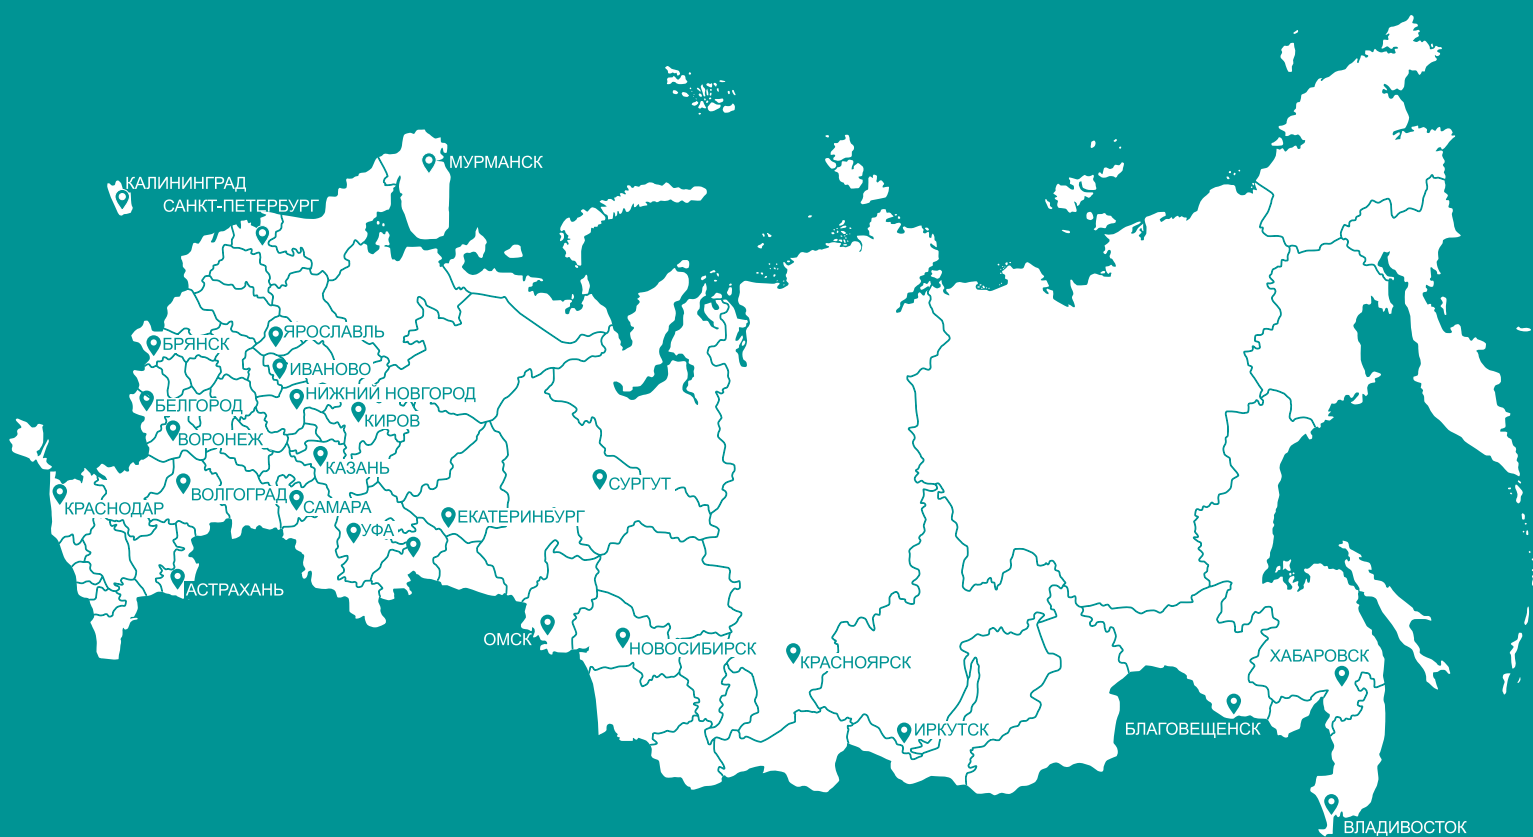 МУРМАНСК
КАЛИНИНГРАД
САНКТ-ПЕТЕРБУРГ
ЯРОСЛАВЛЬ
БРЯНСК
ИВАНОВО
НИЖНИЙ НОВГОРОД
БЕЛГОРОД
КИРОВ
ВОРОНЕЖ
КАЗАНЬ
СУРГУТ
ВОЛГОГРАД
САМАРА
КРАСНОДАР
ЕКАТЕРИНБУРГ
УФА
АСТРАХАНЬ
ОМСК
НОВОСИБИРСК
ХАБАРОВСК
КРАСНОЯРСК
ИРКУТСК
БЛАГОВЕЩЕНСК
ВЛАДИВОСТОК